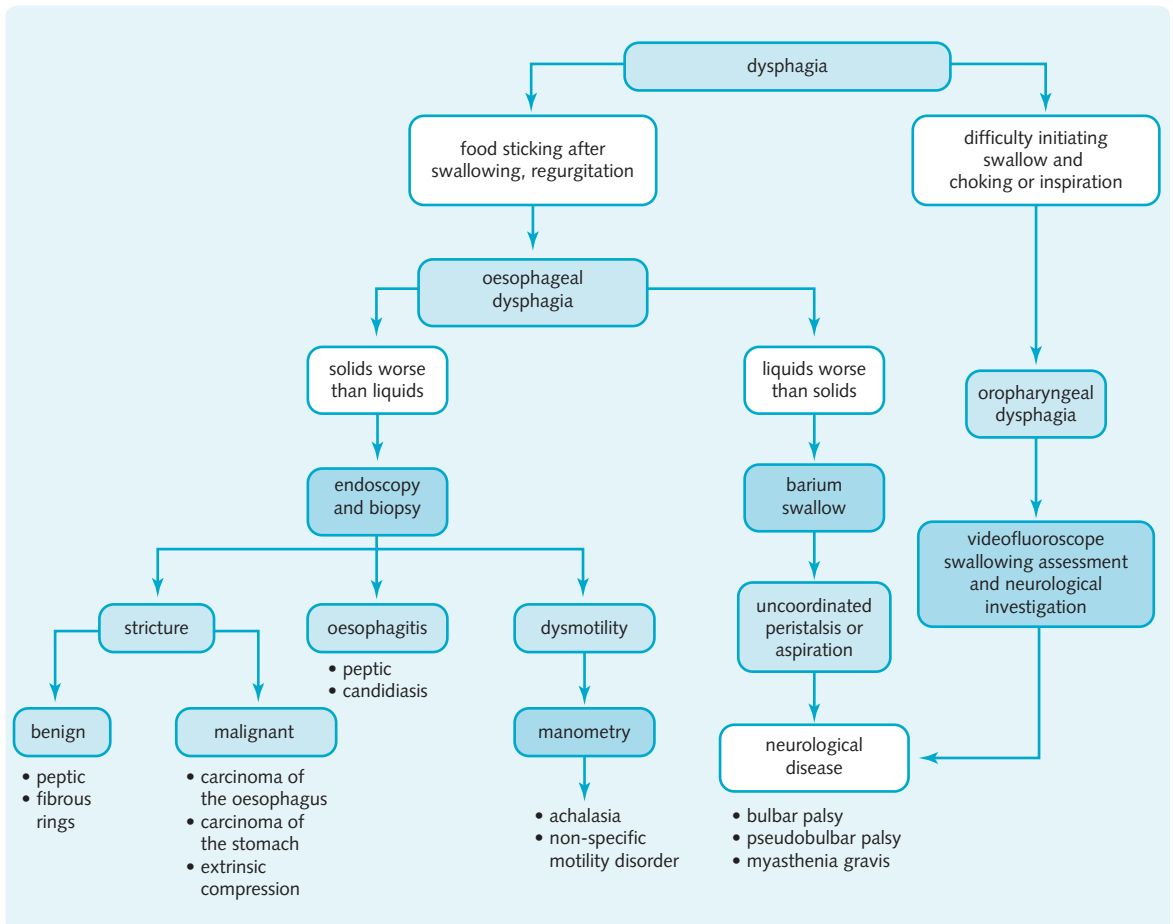 dysphagia
food sticking after
swallowing, regurgitation
difficulty initiating
swallow and
choking or inspiration
oesophageal
dysphagia
solids worse
than liquids
liquids worse
than solids
oropharyngeal
dysphagia
endoscopy
and biopsy
barium
swallow
videofluoroscope
swallowing assessment
and neurological
investigation
stricture
oesophagitis
• peptic
• candidiasis
dysmotility
uncoordinated
peristalsis or
aspiration
benign
• peptic
• fibrous
rings
malignant
• carcinoma of
the oesophagus
• carcinoma of
the stomach
• extrinsic
compression
manometry
• achalasia
• non-specific
motility disorder
neurological
disease
• bulbar palsy
• pseudobulbar palsy
• myasthenia gravis